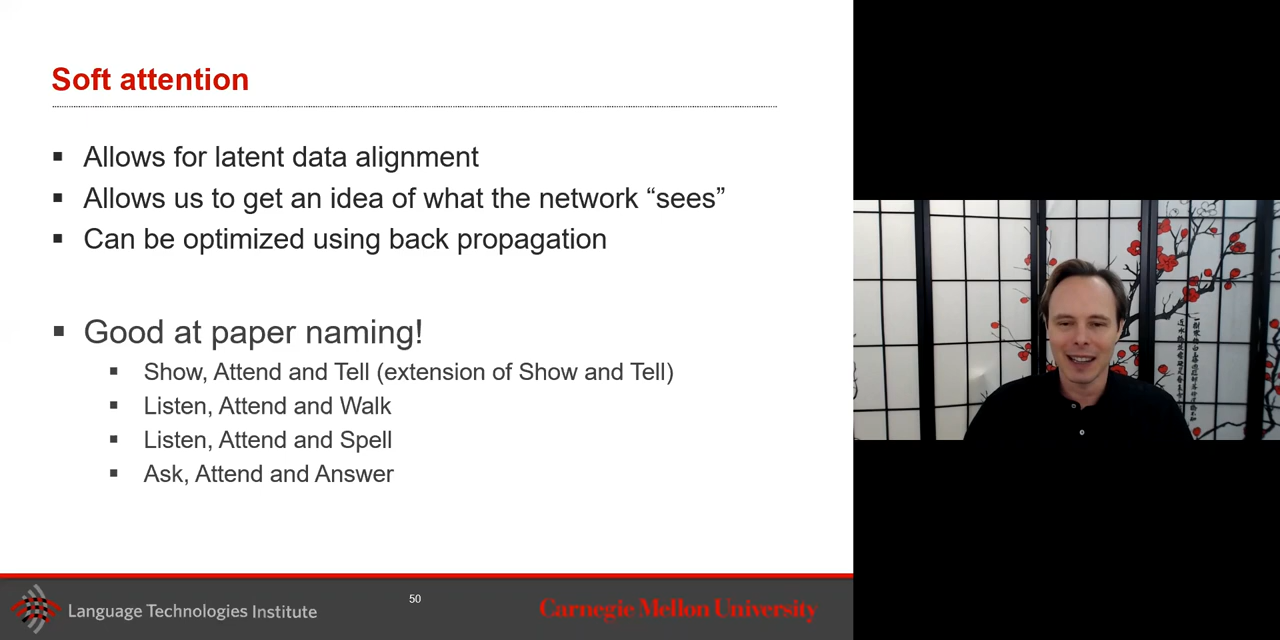 Soft attention
▪ Allows for latent data alignment
▪ Allows us to get an idea of what the network “sees”
▪ Can be optimized using back propagation
▪ Good at paper naming!
▪ Show, Attend and Tell (extension of Show and Tell)
▪ Listen, Attend and Walk
▪ Listen, Attend and Spell
▪ Ask, Attend and Answer
Language Technologies Institute
50
Carnegie Mellon University